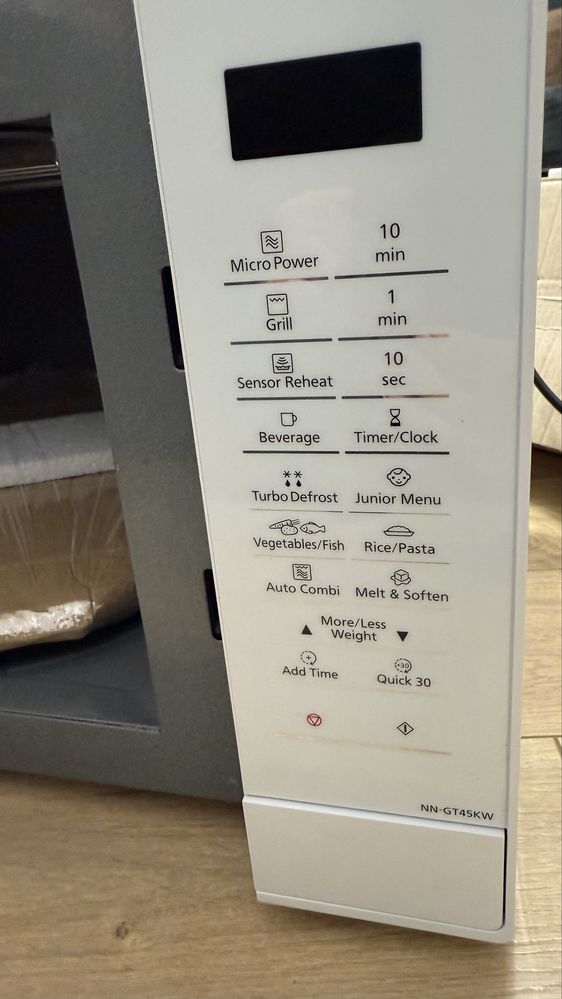 10
min
Micro Power
1
min
Grill
10
sec
Sensor Reheat
Beverage
Timer/Clock
Turbo Defrost
Junior Menu
Vegetables/Fish
Rice/Pasta
Auto Combi
Melt & Soften
More/Less
Weight
+
Add Time
+30
Quick 30
NN-GT45KW